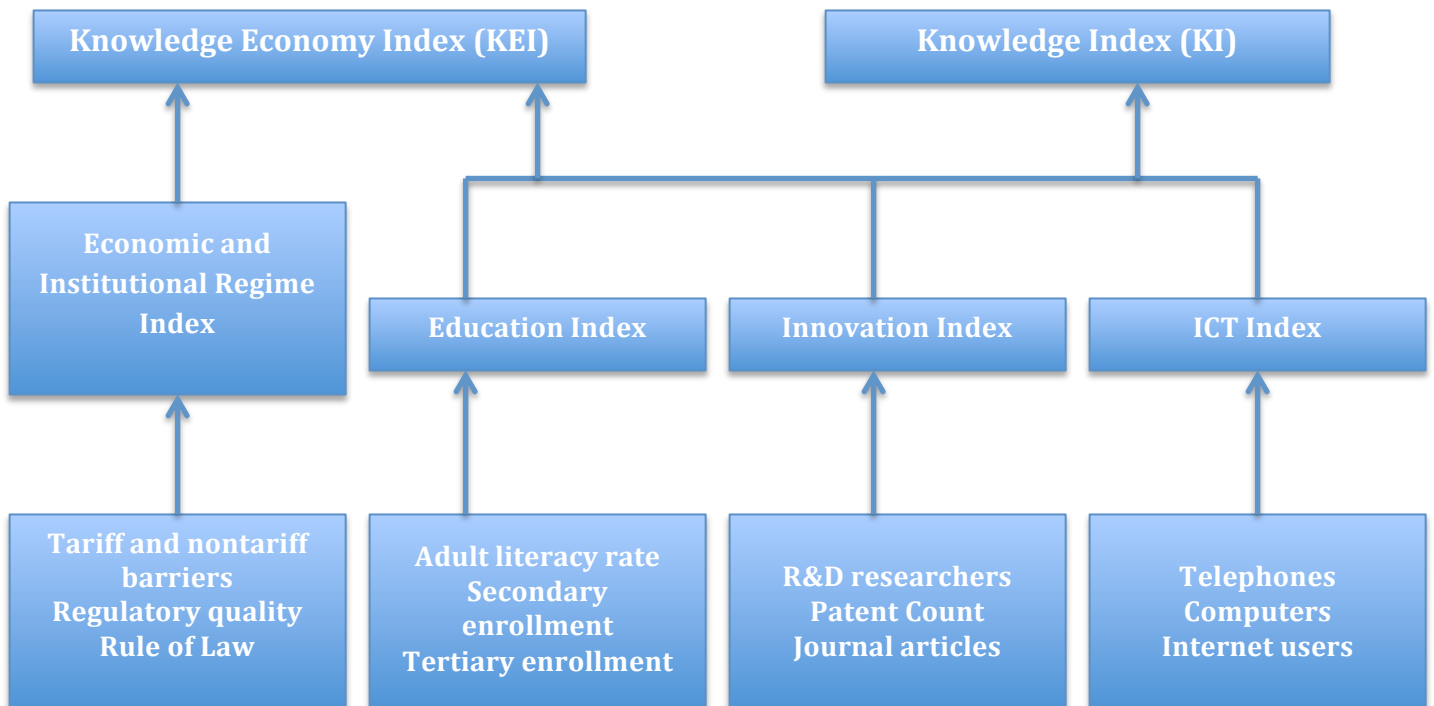 Knowledge Economy Index (KEI)
Knowledge Index (KI)
Economic and
Institutional Regime
Index
Education Index
Innovation Index
ICT Index
Tariff and nontariff
barriers
Regulatory quality
Rule of Law
Adult literacy rate
Secondary
enrollment
Tertiary enrollment
R&D researchers
Patent Count
Journal articles
Telephones
Computers
Internet users